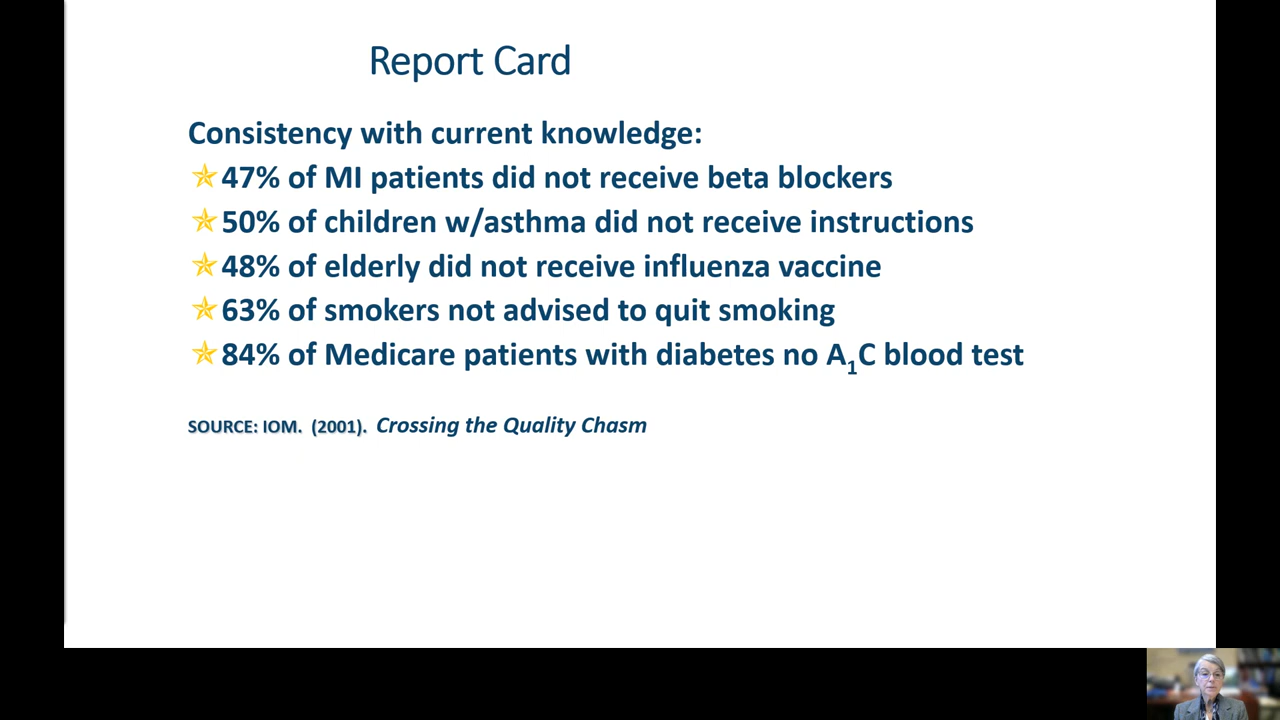 Report Card
Consistency with current knowledge:
47% of MI patients did not receive beta blockers
50% of children w/asthma did not receive instructions
48% of elderly did not receive influenza vaccine
63% of smokers not advised to quit smoking
84% of Medicare patients with diabetes no A₁C blood test
SOURCE: IOM. (2001). Crossing the Quality Chasm